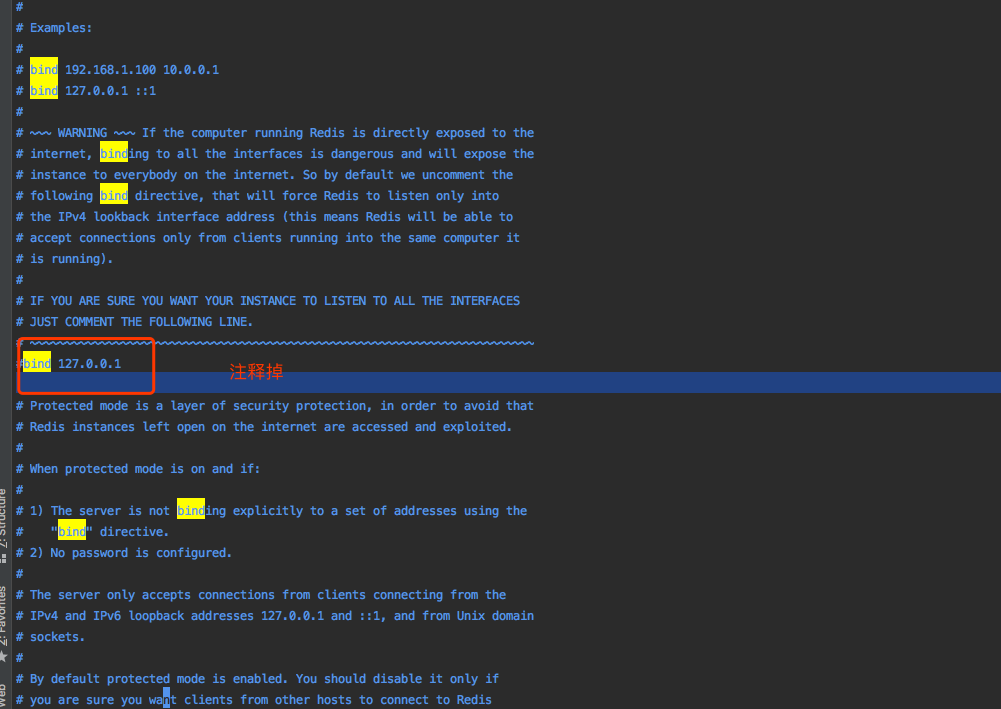 #
# Examples:
#
# bind 192.168.1.100 10.0.0.1
# bind 127.0.0.1 ::1
#
# ~~~ WARNING ~~~ If the computer running Redis is directly exposed to the
# internet, binding to all the interfaces is dangerous and will expose the
# instance to everybody on the internet. So by default we uncomment the
# following bind directive, that will force Redis to listen only into
# the IPv4 lookback interface address (this means Redis will be able to
# accept connections only from clients running into the same computer it
# is running).
#
# IF YOU ARE SURE YOU WANT YOUR INSTANCE TO LISTEN TO ALL THE INTERFACES
# JUST COMMENT THE FOLLOWING LINE.
# ~~~~~~~~~~~~~~~~~~~~~~~~~~~~~~~~~~~~~~~~~~~~~~~~~~~~~~~~~~~~~~~~~~~~~~~~
#bind 127.0.0.1
注释掉
# Protected mode is a layer of security protection, in order to avoid that
# Redis instances left open on the internet are accessed and exploited.
#
# When protected mode is on and if:
#
# 1) The server is not binding explicitly to a set of addresses using the
#    "bind" directive.
# 2) No password is configured.
#
# The server only accepts connections from clients connecting from the
# IPv4 and IPv6 loopback addresses 127.0.0.1 and ::1, and from Unix domain
# sockets.
#
# By default protected mode is enabled. You should disable it only if
# you are sure you want clients from other hosts to connect to Redis
Z: Structure
2: Favorites
Web